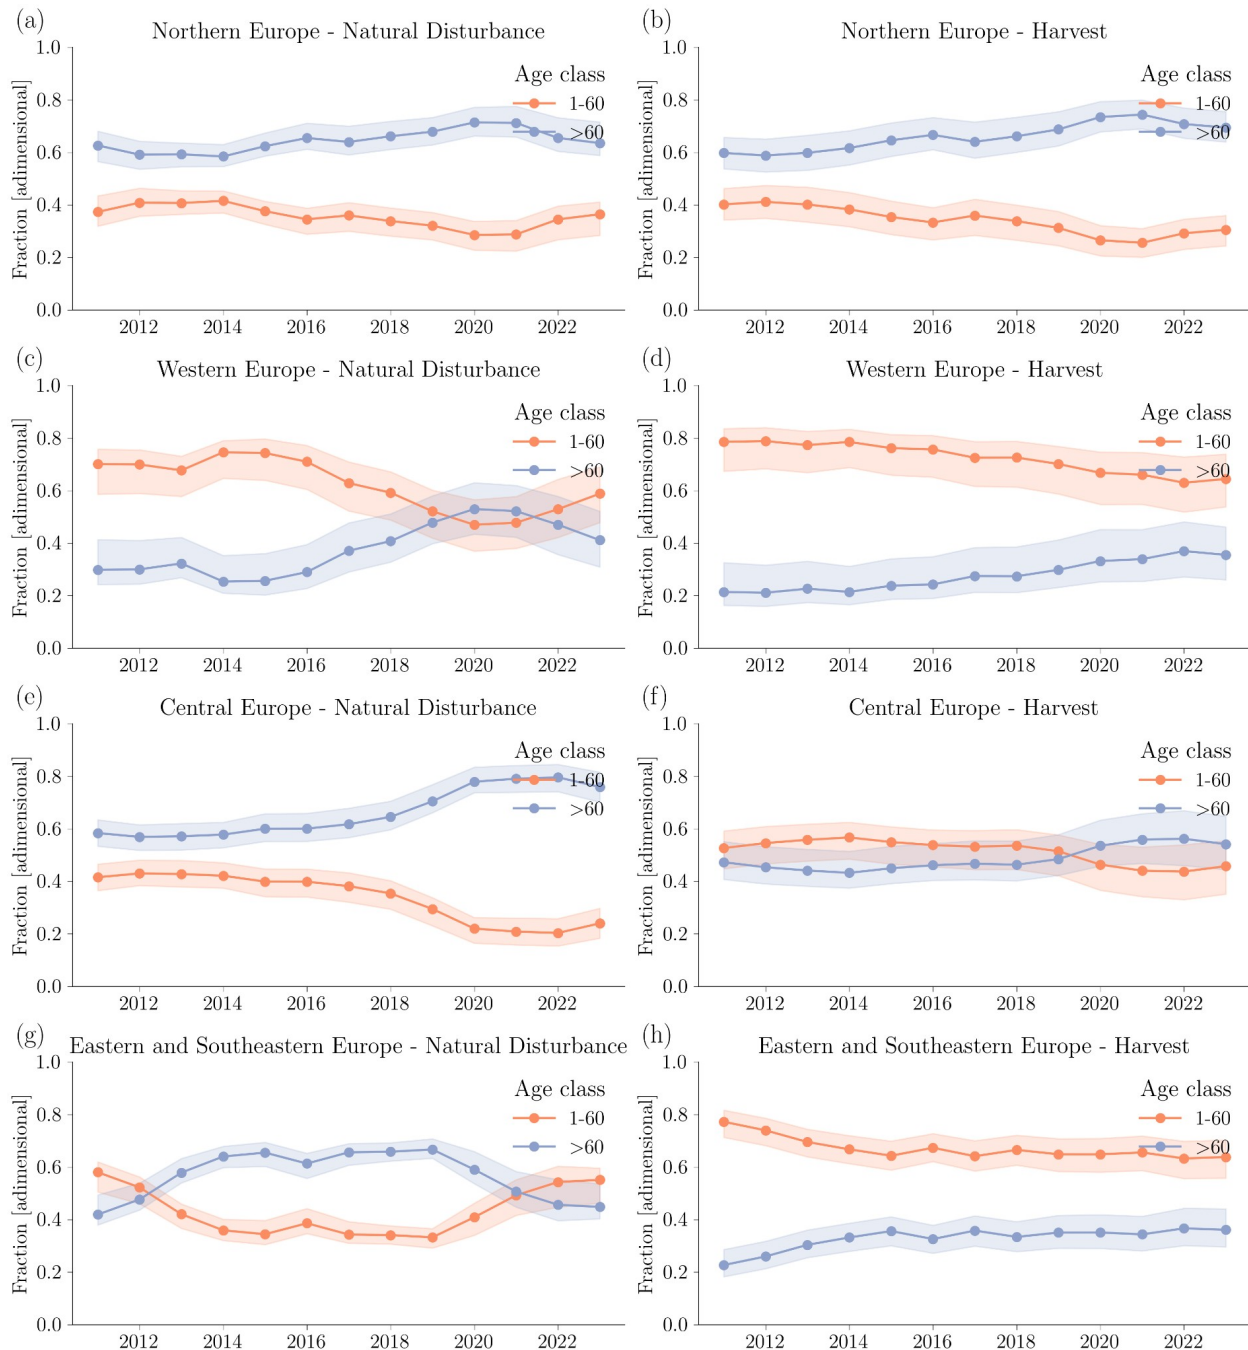 (a)
Northern Europe - Natural Disturbance
1.0
0.8
0.6
0.4
0.2
0.0
Fraction [adimensional]
Age class
1-60
>60
2012 2014 2016 2018 2020 2022
(b)
Northern Europe - Harvest
1.0
0.8
0.6
0.4
0.2
0.0
Fraction [adimensional]
Age class
1-60
>60
2012 2014 2016 2018 2020 2022
(c)
Western Europe - Natural Disturbance
1.0
0.8
0.6
0.4
0.2
0.0
Fraction [adimensional]
Age class
1-60
>60
2012 2014 2016 2018 2020 2022
(d)
Western Europe - Harvest
1.0
0.8
0.6
0.4
0.2
0.0
Fraction [adimensional]
Age class
1-60
>60
2012 2014 2016 2018 2020 2022
(e)
Central Europe - Natural Disturbance
1.0
0.8
0.6
0.4
0.2
0.0
Fraction [adimensional]
Age class
1-60
>60
2012 2014 2016 2018 2020 2022
(f)
Central Europe - Harvest
1.0
0.8
0.6
0.4
0.2
0.0
Fraction [adimensional]
Age class
1-60
>60
2012 2014 2016 2018 2020 2022
(g)
Eastern and Southeastern Europe - Natural Disturbance
1.0
0.8
0.6
0.4
0.2
0.0
Fraction [adimensional]
Age class
1-60
>60
2012 2014 2016 2018 2020 2022
(h)
Eastern and Southeastern Europe - Harvest
1.0
0.8
0.6
0.4
0.2
0.0
Fraction [adimensional]
Age class
1-60
>60
2012 2014 2016 2018 2020 2022